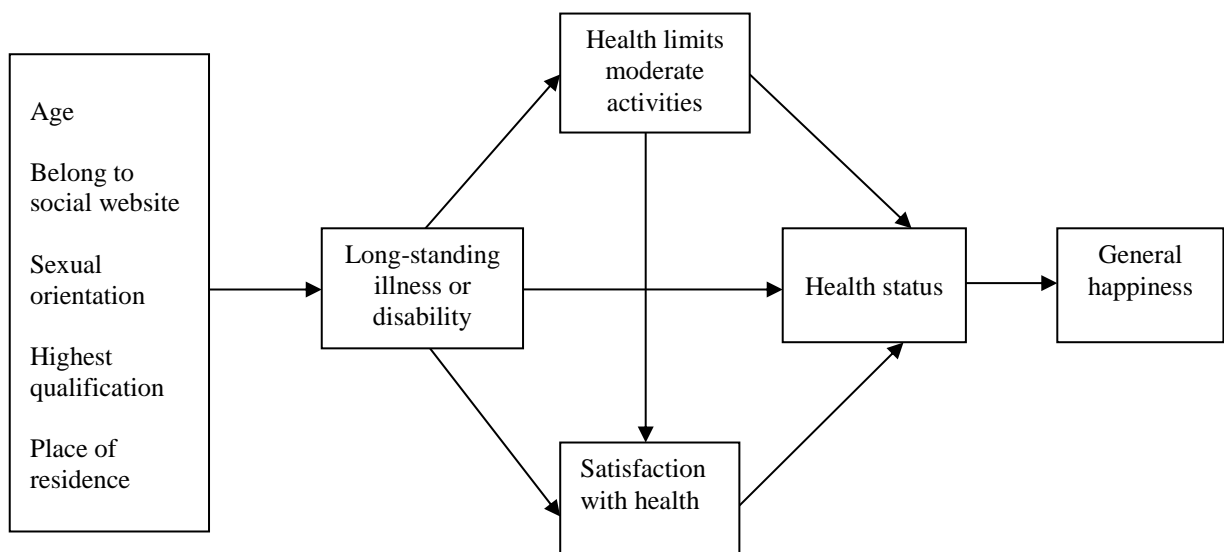 Age
Belong to
social website
Sexual
orientation
Highest
qualification
Place of
residence
Long-standing
illness or
disability
Health limits
moderate
activities
Satisfaction
with health
Health status
General
happiness